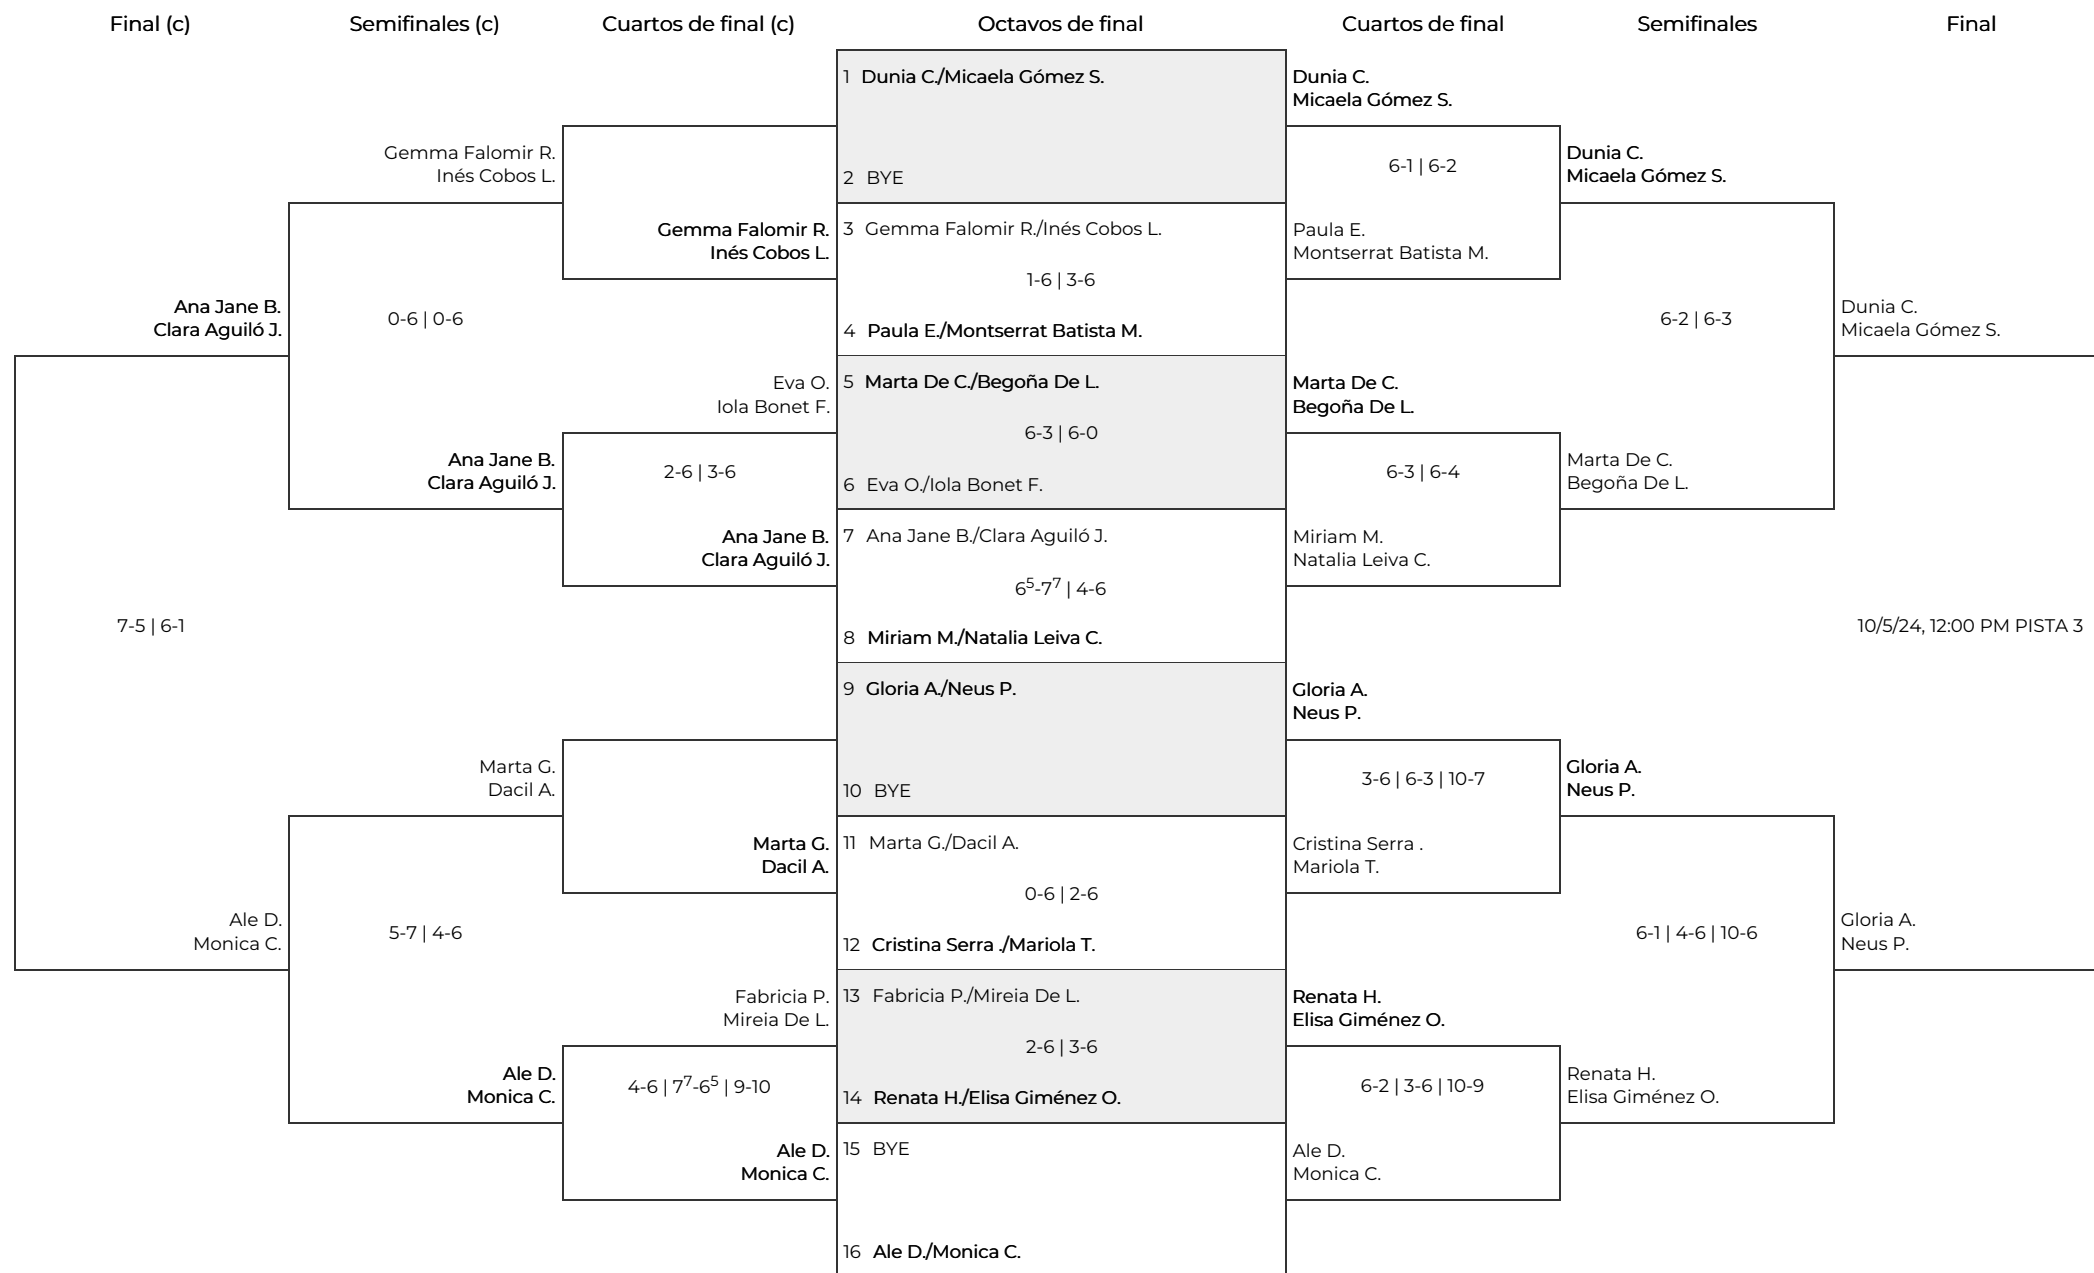 Final (c) Semifinales (c) Cuartos de final (c) Octavos de final Cuartos de final Semifinales Final
1 Dunia C./Micaela Gómez S.
2 BYE
3 Gemma Falomir R./Inés Cobos L.
1-6 | 3-6
4 Paula E./Montserrat Batista M.
5 Marta De C./Begoña De L.
6-3 | 6-0
6 Eva O./Iola Bonet F.
7 Ana Jane B./Clara Aguiló J.
6⁵-7⁷ | 4-6
8 Miriam M./Natalia Leiva C.
9 Gloria A./Neus P.
10 BYE
11 Marta G./Dacil A.
0-6 | 2-6
12 Cristina Serra ./Mariola T.
13 Fabricia P./Mireia De L.
2-6 | 3-6
14 Renata H./Elisa Giménez O.
15 BYE
16 Ale D./Monica C.
Dunia C.
Micaela Gómez S.
6-1 | 6-2
Paula E.
Montserrat Batista M.
Marta De C.
Begoña De L.
6-3 | 6-4
Miriam M.
Natalia Leiva C.
Gloria A.
Neus P.
3-6 | 6-3 | 10-7
Cristina Serra .
Mariola T.
Renata H.
Elisa Giménez O.
6-2 | 3-6 | 10-9
Ale D.
Monica C.
Dunia C.
Micaela Gómez S.
6-2 | 6-3
Marta De C.
Begoña De L.
Gloria A.
Neus P.
6-1 | 4-6 | 10-6
Renata H.
Elisa Giménez O.
Dunia C.
Micaela Gómez S.
10/5/24, 12:00 PM PISTA 3
Gloria A.
Neus P.
Gemma Falomir R.
Inés Cobos L.
Eva O.
Iola Bonet F.
2-6 | 3-6
Ana Jane B.
Clara Aguiló J.
Marta G.
Dacil A.
Fabricia P.
Mireia De L.
4-6 | 7⁷-6⁵ | 9-10
Ale D.
Monica C.
Gemma Falomir R.
Inés Cobos L.
0-6 | 0-6
Ana Jane B.
Clara Aguiló J.
Marta G.
Dacil A.
5-7 | 4-6
Ale D.
Monica C.
Ana Jane B.
Clara Aguiló J.
7-5 | 6-1
Ale D.
Monica C.